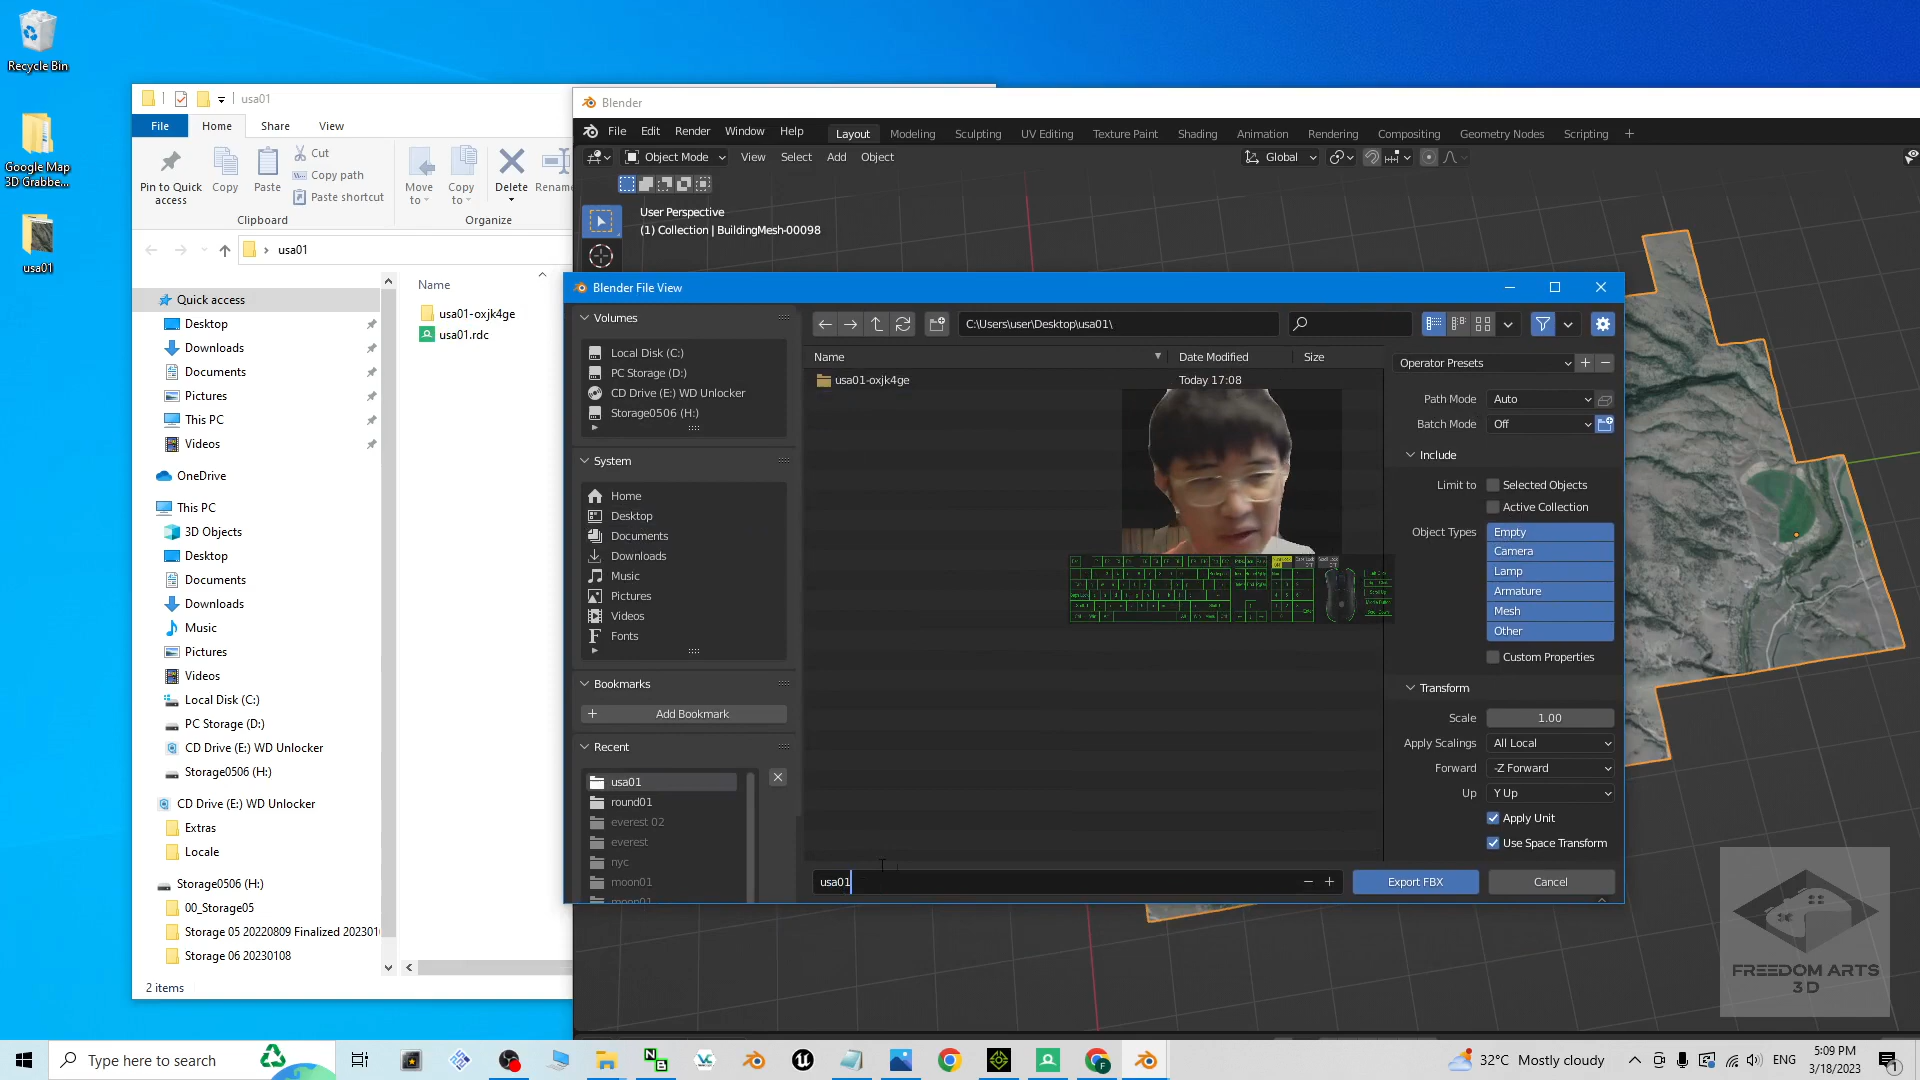 Recycle Bin
Google Map
3D Grabbe...
usa01
usa01
File
Home
Share
View
Pin to Quick
access
Copy
Paste
Cut
Copy path
Paste shortcut
Move
to
Copy
to
Delete
Renam
Clipboard
Organize
usa01
Name
usa01-oxjk4ge
usa01.rdc
Quick access
Desktop
Downloads
Documents
Pictures
This PC
Videos
OneDrive
This PC
3D Objects
Desktop
Documents
Downloads
Music
Pictures
Videos
Local Disk (C:)
PC Storage (D:)
CD Drive (E:) WD Unlocker
Storage0506 (H:)
CD Drive (E:) WD Unlocker
Extras
Locale
Storage0506 (H:)
00_Storage05
Storage 05 20220809 Finalized 202301
Storage 06 20230108
2 items
Blender
File Edit Render Window Help
Layout Modeling Sculpting UV Editing Texture Paint Shading Animation Rendering Compositing Geometry Nodes Scripting
Object Mode View Select Add Object
Global
User Perspective
(1) Collection | BuildingMesh-00098
Blender File View
Volumes
Local Disk (C:)
PC Storage (D:)
CD Drive (E:) WD Unlocker
Storage0506 (H:)
System
Home
Desktop
Documents
Downloads
Music
Pictures
Videos
Fonts
Bookmarks
Add Bookmark
Recent
usa01
round01
everest 02
everest
nyc
moon01
moon01
C:\Users\user\Desktop\usa01\
Name
Date Modified
Size
usa01-oxjk4ge
Today 17:08
Operator Presets
Path Mode
Auto
Batch Mode
Off
Include
Limit to
Selected Objects
Active Collection
Object Types
Empty
Camera
Lamp
Armature
Mesh
Other
Custom Properties
Transform
Scale
1.00
Apply Scalings
All Local
Forward
-Z Forward
Up
Y Up
Apply Unit
Use Space Transform
usa01
Export FBX
Cancel
FREEDOM ARTS
3D
Type here to search
32°C Mostly cloudy
ENG
5:09 PM
3/18/2023
1